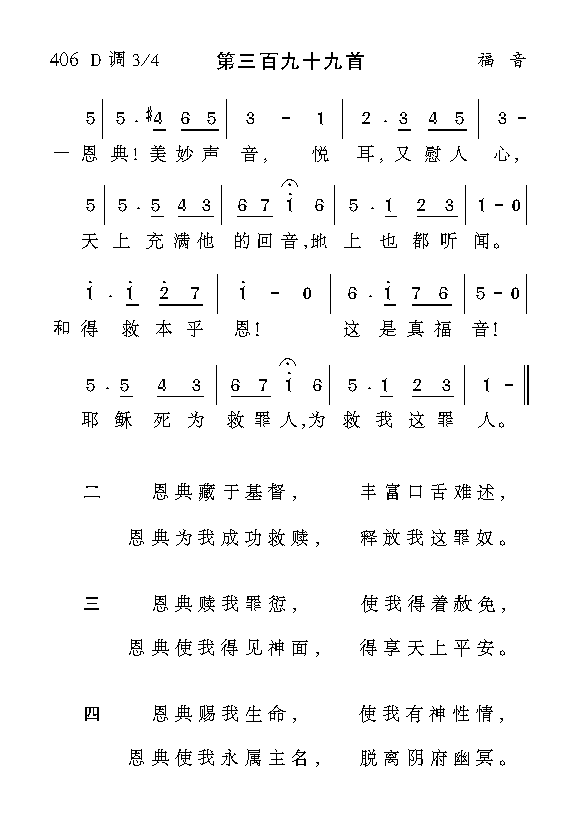 406 D 调 3/4 第三百九十九首 福 音
5 | 5 · #4 6 5 | 3 - 1 | 2 · 3 4 5 | 3 -
一 恩 典! 美 妙 声 音, 悦 耳, 又 慰 人 心,
5 | 5 · 5 4 3 | 6 7 i 6 | 5 · 1 2 3 | 1 - 0
天 上 充 满 他 的 回 音, 地 上 也 都 听 闻。
i · i 2 7 | i - 0 | 6 · i 7 6 | 5 - 0
和 得 救 本 乎 恩! 这 是 真 福 音!
5 · 5 4 3 | 6 7 i 6 | 5 · 1 2 3 | 1 - ‖
耶 稣 死 为 救 罪 人, 为 救 我 这 罪 人。
二 恩典藏于基督, 丰富口舌难述,
恩典为我成功救赎, 释放我这罪奴。
三 恩典赎我罪愆, 使我得着赦免,
恩典使我得见神面, 得享天上平安。
四 恩典赐我生命, 使我有神性情,
恩典使我永属主名, 脱离阴府幽冥。